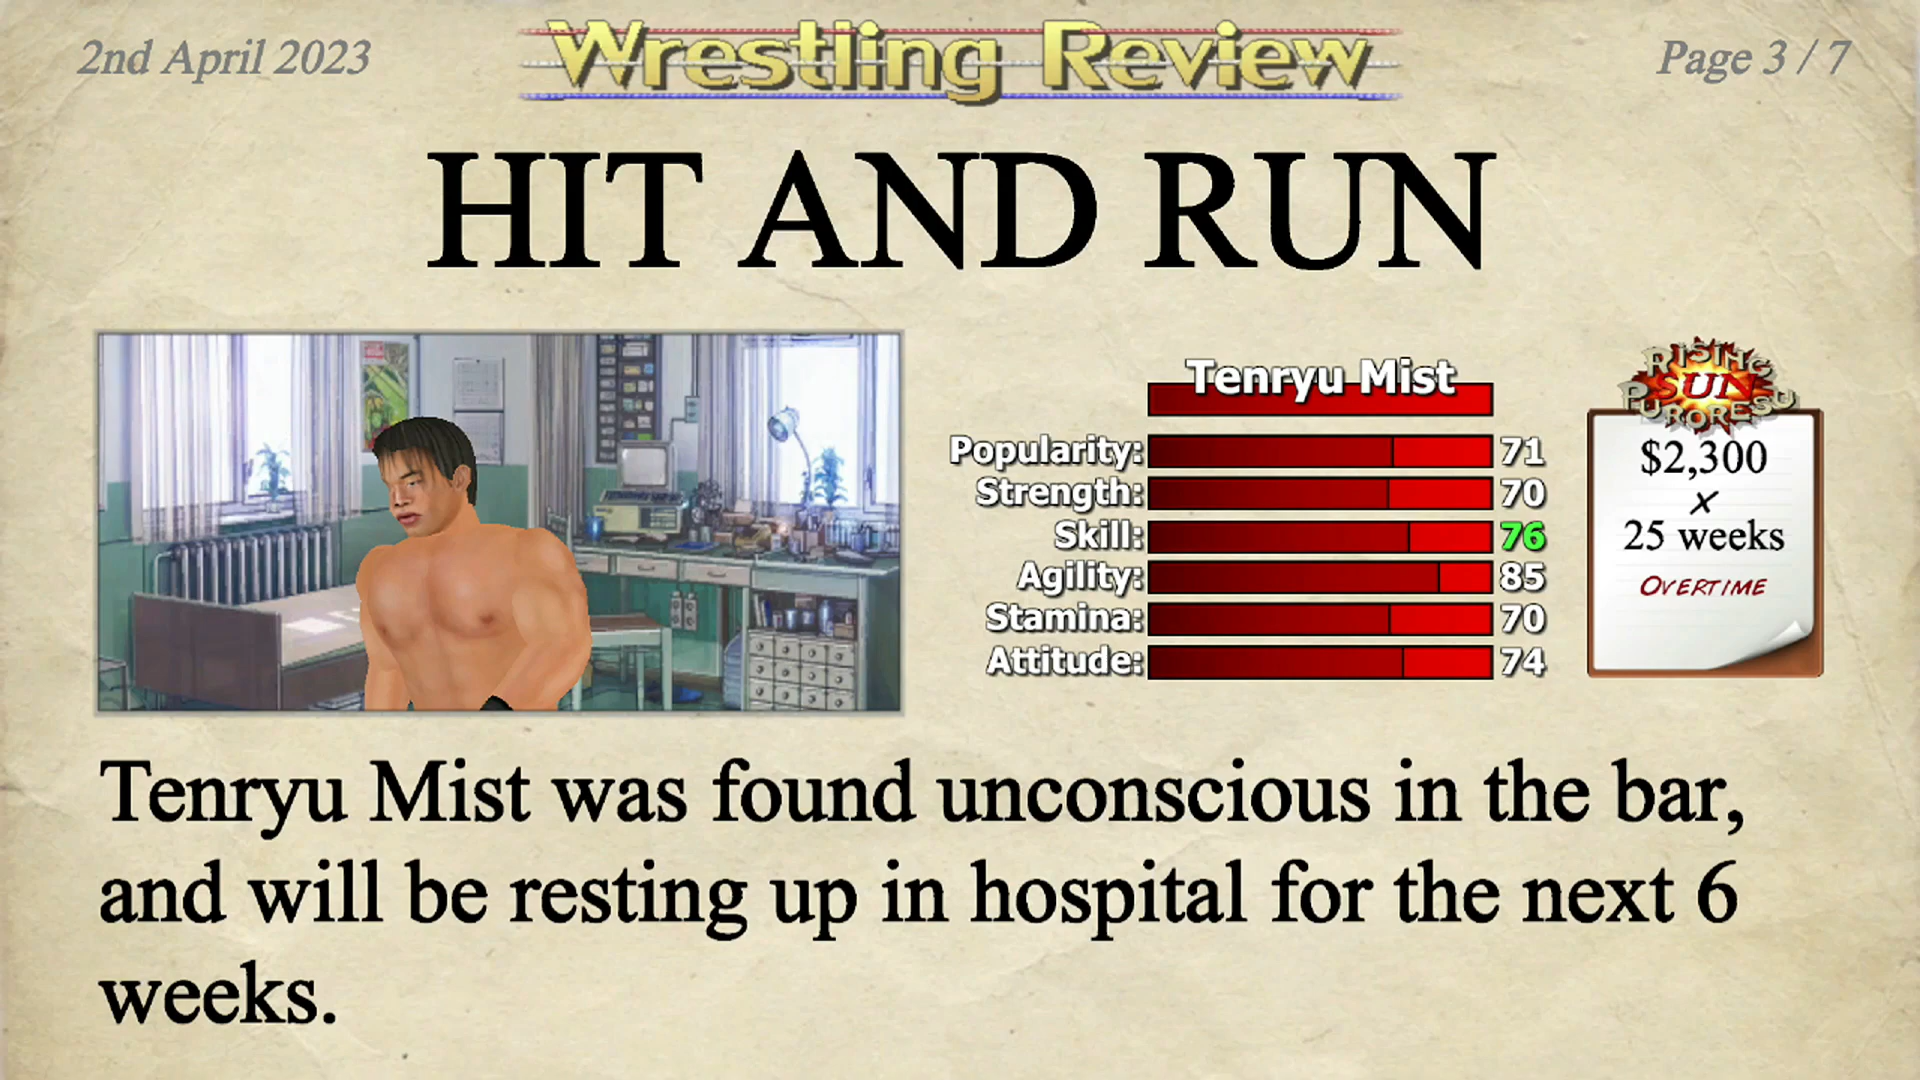 2nd April 2023
Wrestling Review
Page 3 / 7
HIT AND RUN
Tenryu Mist
Popularity: 71
Strength: 70
Skill: 76
Agility: 85
Stamina: 70
Attitude: 74
RISING
SUN
PURORESU
$2,300
x
25 weeks
OVERTIME
Tenryu Mist was found unconscious in the bar,
and will be resting up in hospital for the next 6
weeks.